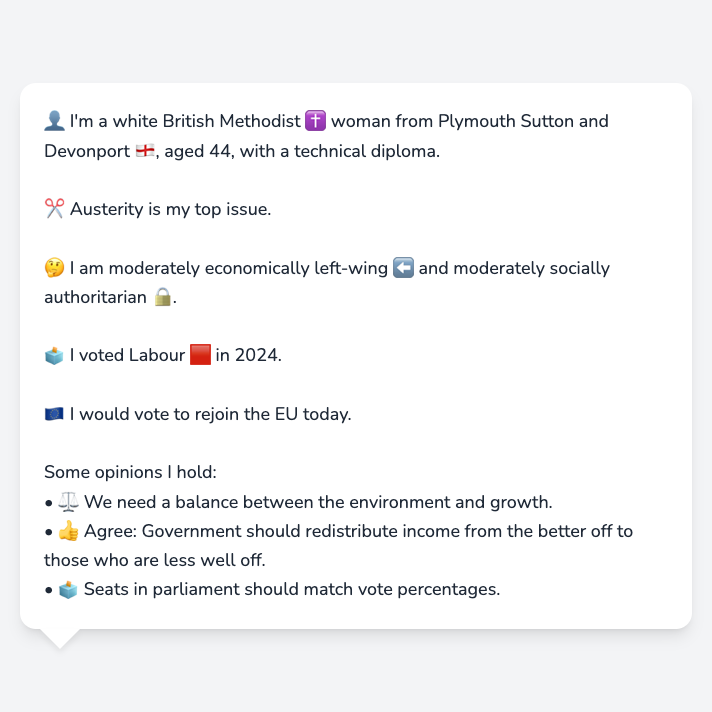 👤 I'm a white British Methodist ✝️ woman from Plymouth Sutton and
Devonport 🏴󠁧󠁢󠁥󠁮󠁧󠁿, aged 44, with a technical diploma.
✂️ Austerity is my top issue.
🤔 I am moderately economically left-wing ⬅️ and moderately socially
authoritarian 🔒.
🗳️ I voted Labour 🟥 in 2024.
🇪🇺 I would vote to rejoin the EU today.
Some opinions I hold:
• ⚖️ We need a balance between the environment and growth.
• 👍 Agree: Government should redistribute income from the better off to
those who are less well off.
• 🗳️ Seats in parliament should match vote percentages.